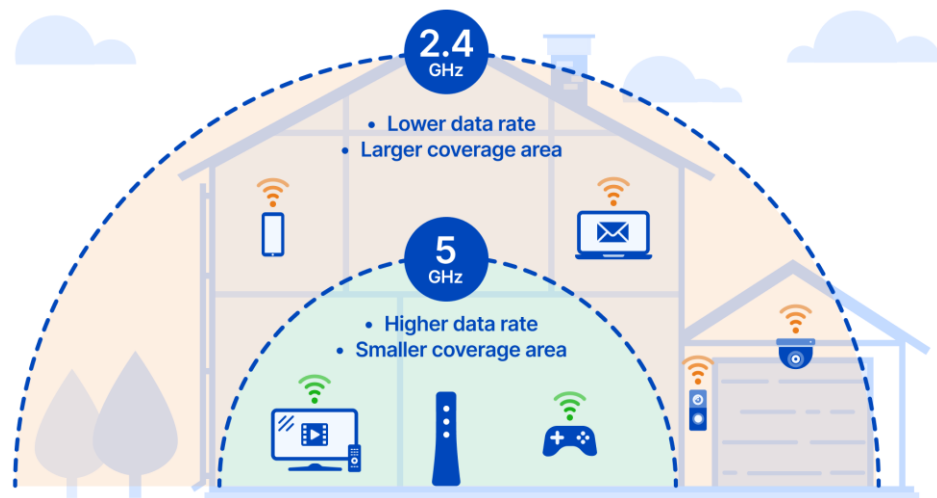 2.4
GHz
• Lower data rate
• Larger coverage area
5
GHz
• Higher data rate
• Smaller coverage area